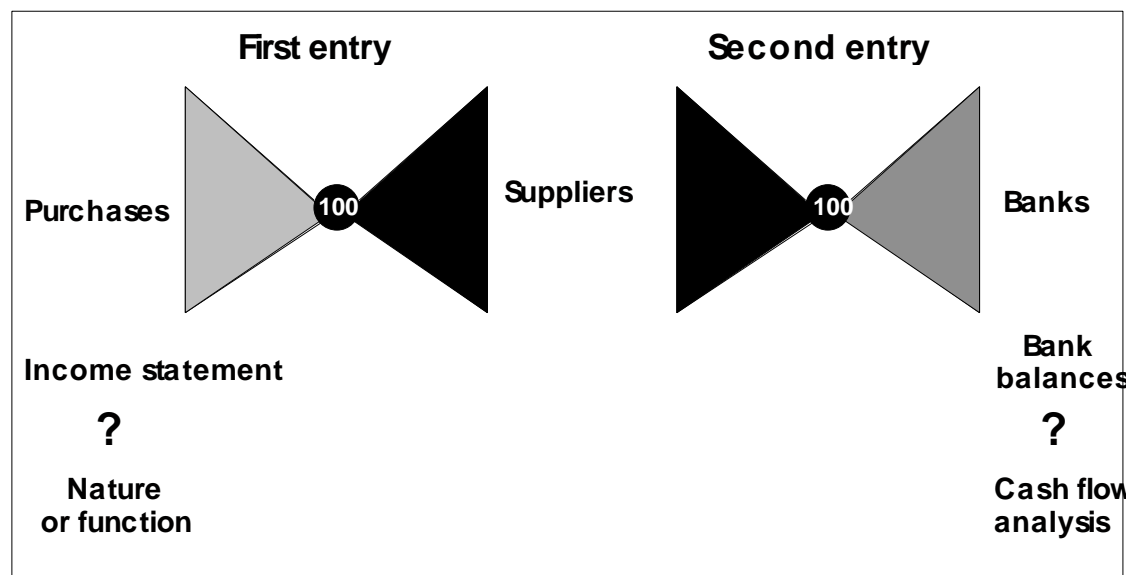 First entry
Second entry
Purchases
100
Suppliers
100
Banks
Income statement
?
Nature
or function
Bank
balances
?
Cash flow
analysis